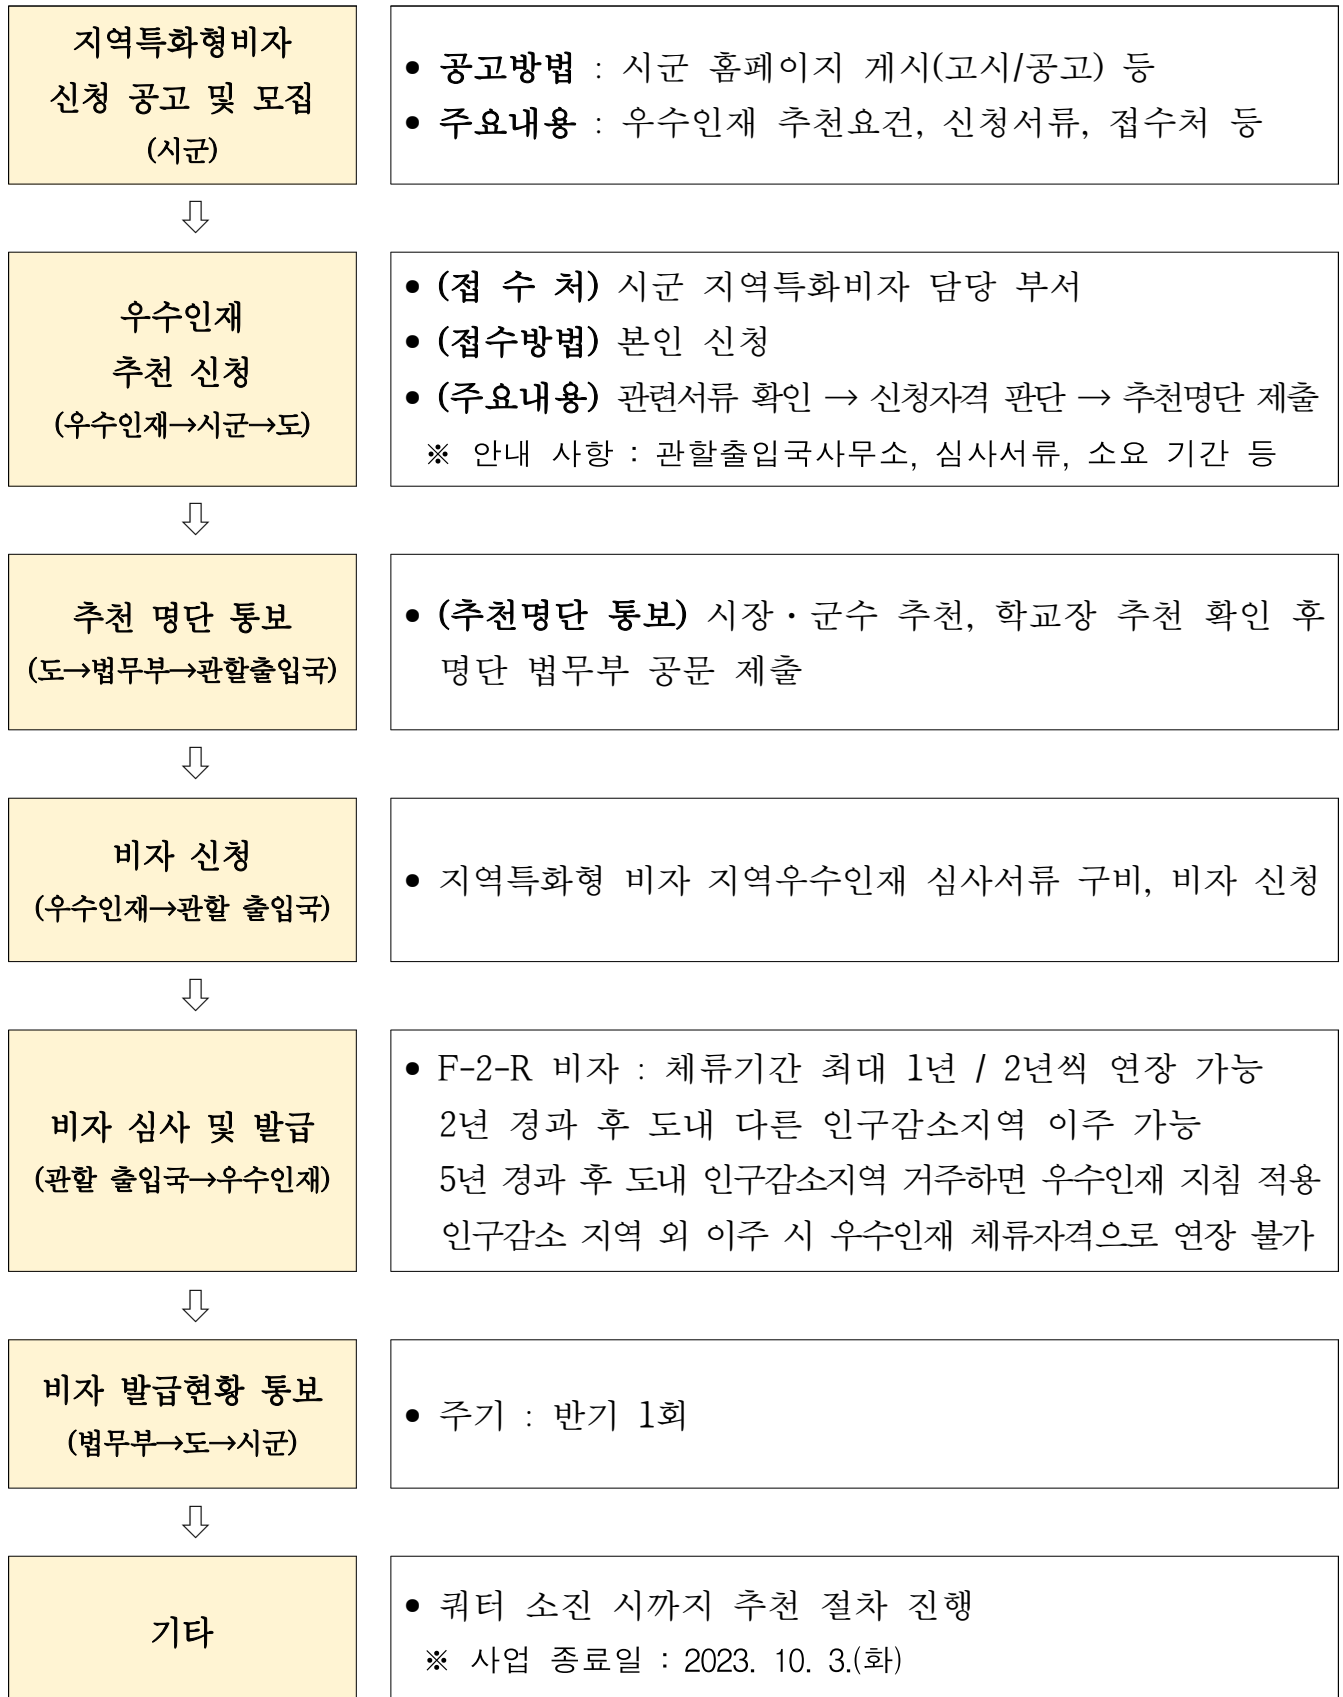 지역특화형비자
신청 공고 및 모집
(시군)
• 공고방법 : 시군 홈페이지 게시(고시/공고) 등
• 주요내용 : 우수인재 추천요건, 신청서류, 접수처 등
⇩
우수인재
추천 신청
(우수인재→시군→도)
• (접 수 처) 시군 지역특화비자 담당 부서
• (접수방법) 본인 신청
• (주요내용) 관련서류 확인 → 신청자격 판단 → 추천명단 제출
※ 안내 사항 : 관할출입국사무소, 심사서류, 소요 기간 등
⇩
추천 명단 통보
(도→법무부→관할출입국)
• (추천명단 통보) 시장・군수 추천, 학교장 추천 확인 후
명단 법무부 공문 제출
⇩
비자 신청
(우수인재→관할 출입국)
• 지역특화형 비자 지역우수인재 심사서류 구비, 비자 신청
⇩
비자 심사 및 발급
(관할 출입국→우수인재)
• F-2-R 비자 : 체류기간 최대 1년 / 2년씩 연장 가능
2년 경과 후 도내 다른 인구감소지역 이주 가능
5년 경과 후 도내 인구감소지역 거주하면 우수인재 지침 적용
인구감소 지역 외 이주 시 우수인재 체류자격으로 연장 불가
⇩
비자 발급현황 통보
(법무부→도→시군)
• 주기 : 반기 1회
⇩
기타
• 쿼터 소진 시까지 추천 절차 진행
※ 사업 종료일 : 2023. 10. 3.(화)